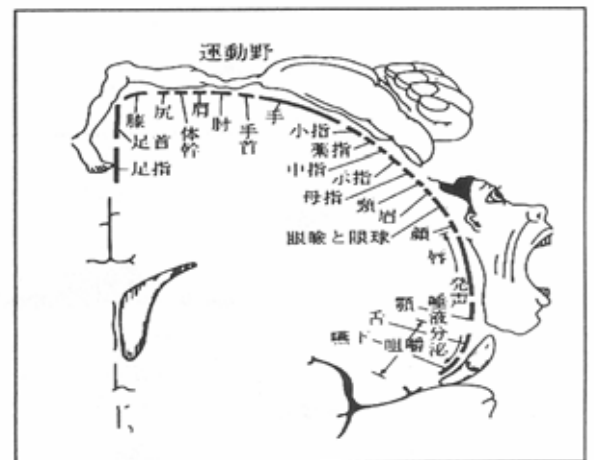 運動野
膝
足首
足指
尻
体幹
肩
肘
手首
手
小指
薬指
中指
示指
母指
頸
眉
眼瞼と眼球
顔
唇
発声
顎
唾液分泌
舌
咀嚼
嚥下